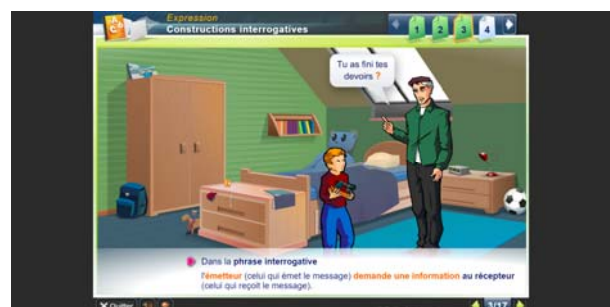 Expression
Constructions interrogatives
1 2 3 4
Tu as fini tes
devoirs ?
Dans la phrase interrogative
l'émetteur (celui qui émet le message) demande une information au récepteur
(celui qui reçoit le message).
Quitter
3/17